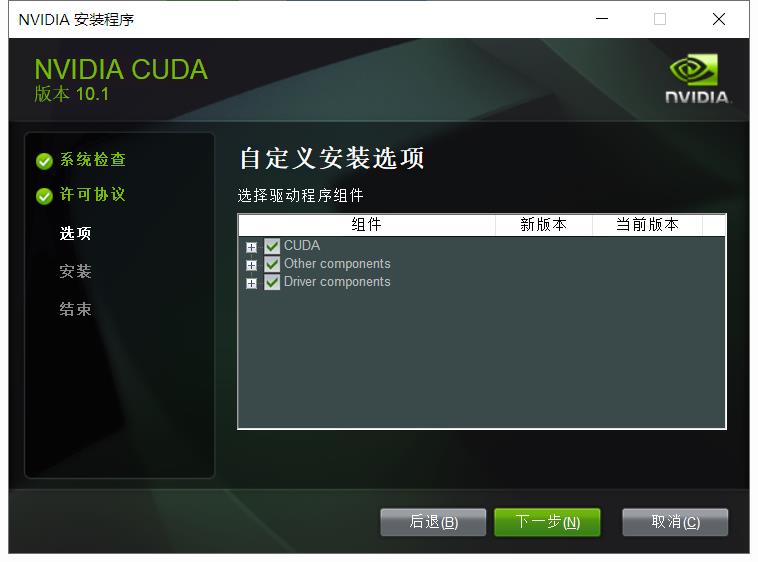 NVIDIA 安装程序
NVIDIA CUDA
版本 10.1
NVIDIA.
系统检查
许可协议
选项
安装
结束
自定义安装选项
选择驱动程序组件
组件 新版本 当前版本
CUDA
Other components
Driver components
后退(B) 下一步(N) 取消(C)